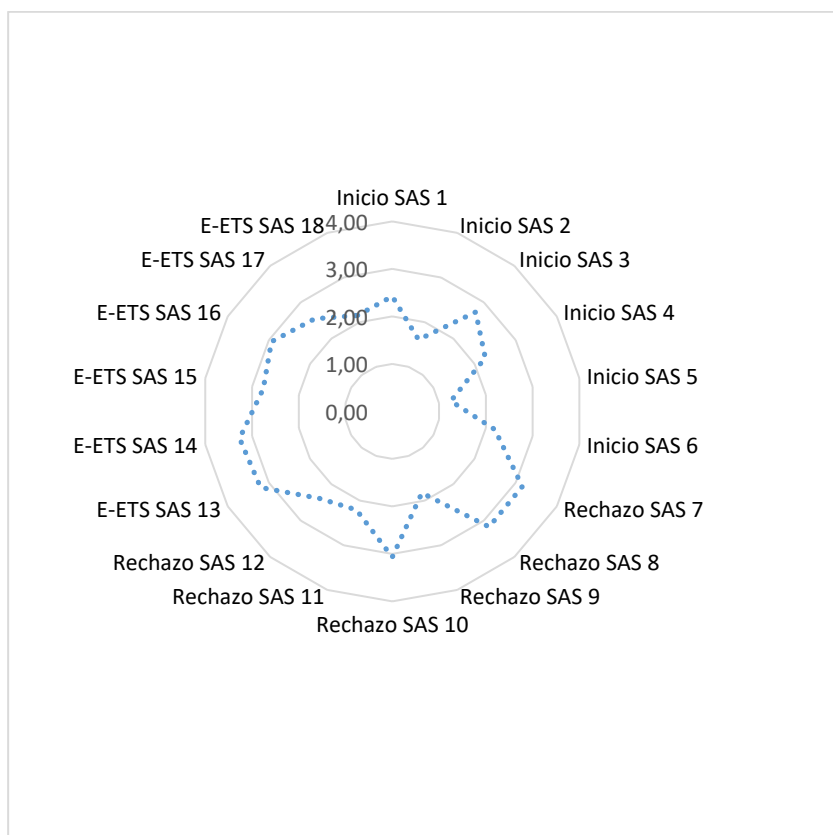 Inicio SAS 1
Inicio SAS 2
Inicio SAS 3
Inicio SAS 4
Inicio SAS 5
Inicio SAS 6
Rechazo SAS 7
Rechazo SAS 8
Rechazo SAS 9
Rechazo SAS 10
Rechazo SAS 11
Rechazo SAS 12
E-ETS SAS 13
E-ETS SAS 14
E-ETS SAS 15
E-ETS SAS 16
E-ETS SAS 17
E-ETS SAS 18
4,00
3,00
2,00
1,00
0,00